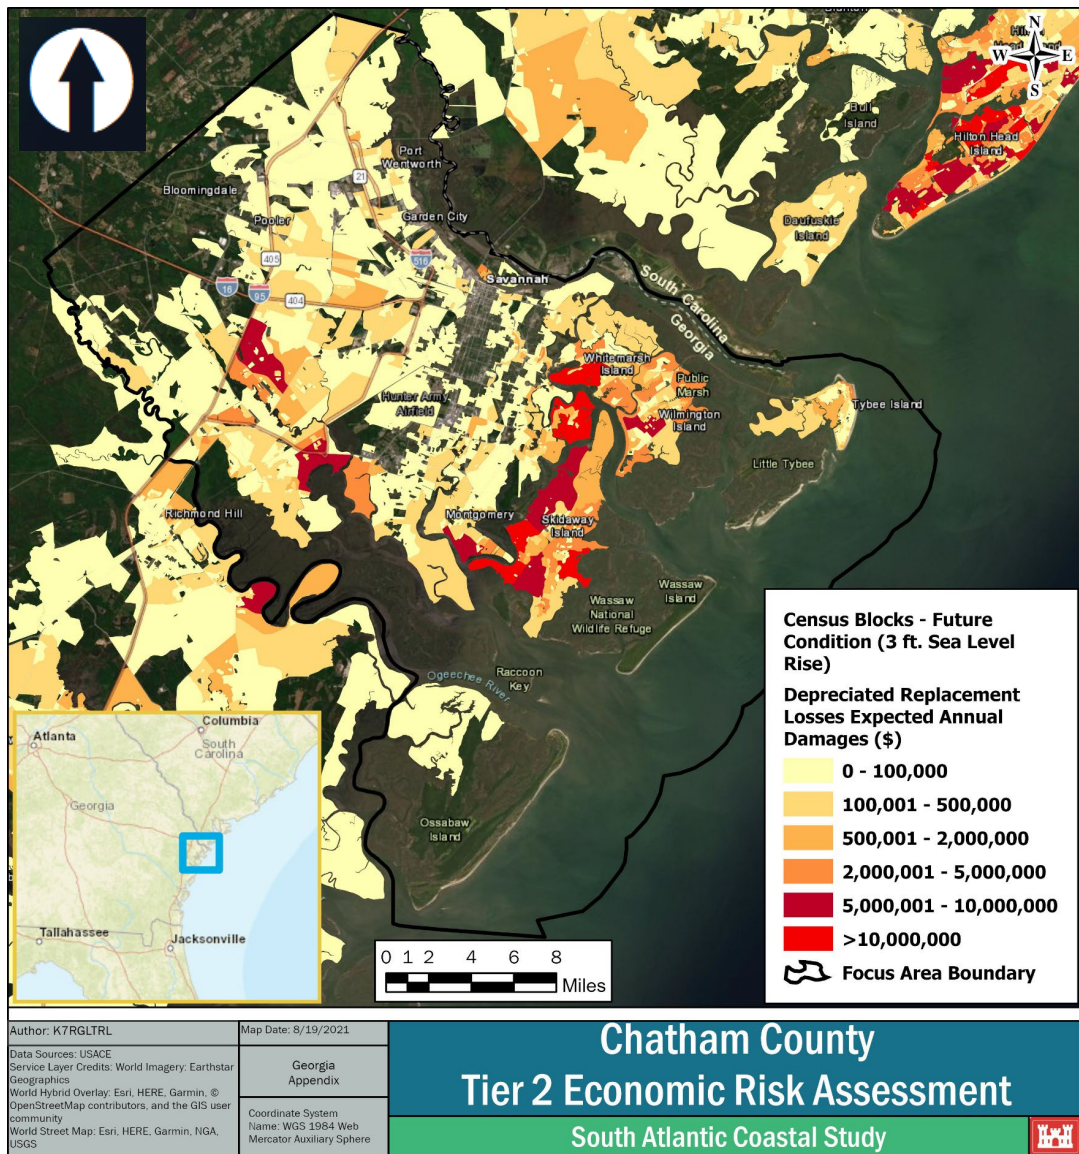 Blanton
N
W E
S
Hilton
Head Island
Bull
Island
Port
Wentworth
Hilton Head
Island
21
Bloomingdale
Garden City
Pooler
Daufuskie
Island
405
516
Savannah
South Carolina
Georgia
16
95
404
Whitemarsh
Island
Public
Marsh
Hunter Army
Airfield
Tybee Island
Wilmington
Island
Little Tybee
Richmond Hill
Montgomery
Skidaway
Island
Wassaw
Island
Wassaw
National
Wildlife Refuge
Raccoon
Key
Ogeechee River
Ossabaw
Island
Census Blocks - Future
Condition (3 ft. Sea Level
Rise)
Depreciated Replacement
Losses Expected Annual
Damages ($)
0 - 100,000
100,001 - 500,000
500,001 - 2,000,000
2,000,001 - 5,000,000
5,000,001 - 10,000,000
>10,000,000
Focus Area Boundary
Columbia
Atlanta
South
Carolina
Georgia
Tallahassee
Jacksonville
0 1 2 4 6 8
Miles
Author: K7RGLTRL
Data Sources: USACE
Service Layer Credits: World Imagery: Earthstar
Geographics
World Hybrid Overlay: Esri, HERE, Garmin, ©
OpenStreetMap contributors, and the GIS user
community
World Street Map: Esri, HERE, Garmin, NGA,
USGS
Map Date: 8/19/2021
Georgia
Appendix
Coordinate System
Name: WGS 1984 Web
Mercator Auxiliary Sphere
Chatham County
Tier 2 Economic Risk Assessment
South Atlantic Coastal Study